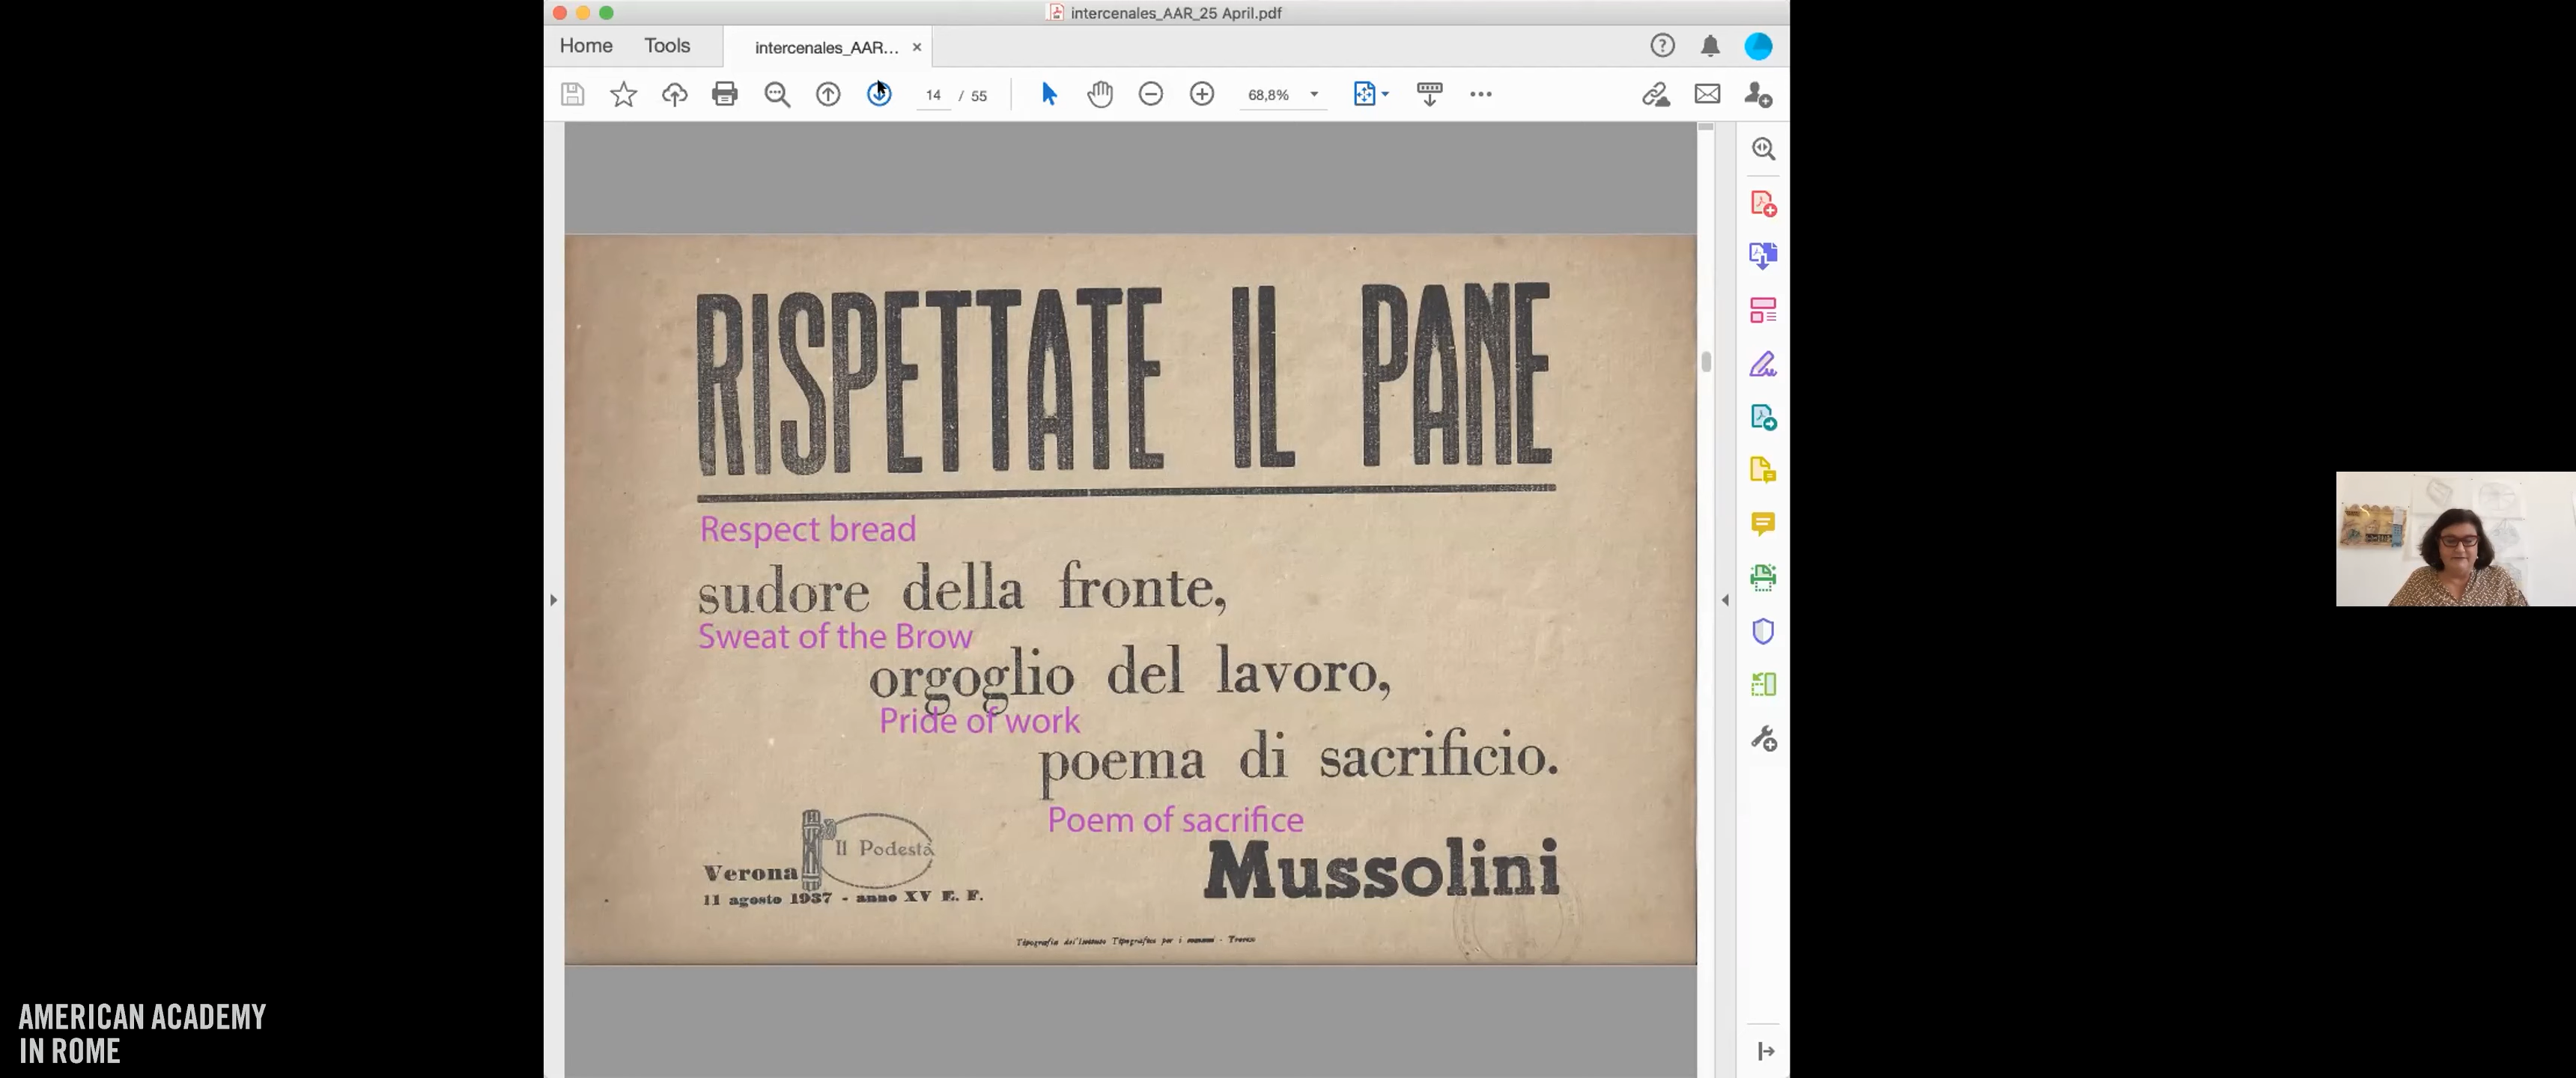 intercenales_AAR_25 April.pdf
Home
Tools
intercenales_AAR...
14 / 55
68,8%
RISPETTATE IL PANE
Respect bread
sudore della fronte,
Sweat of the Brow
orgoglio del lavoro,
Pride of work
poema di sacrificio.
Poem of sacrifice
Il Podestà
Verona
Mussolini
11 agosto 1937 - anno XV E. F.
AMERICAN ACADEMY
IN ROME